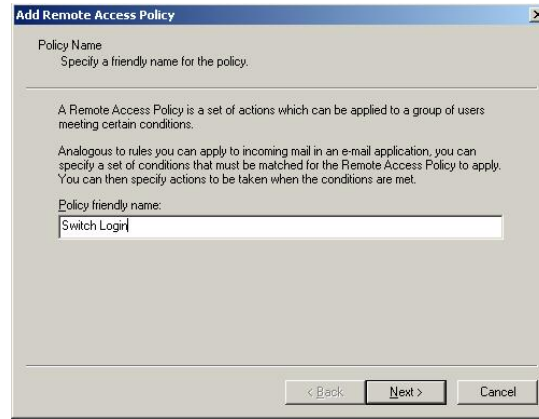 Add Remote Access Policy
Policy Name
Specify a friendly name for the policy.
A Remote Access Policy is a set of actions which can be applied to a group of users
meeting certain conditions.
Analogous to rules you can apply to incoming mail in an e-mail application, you can
specify a set of conditions that must be matched for the Remote Access Policy to apply.
You can then specify actions to be taken when the conditions are met.
Policy friendly name:
Switch Login
< Back Next > Cancel